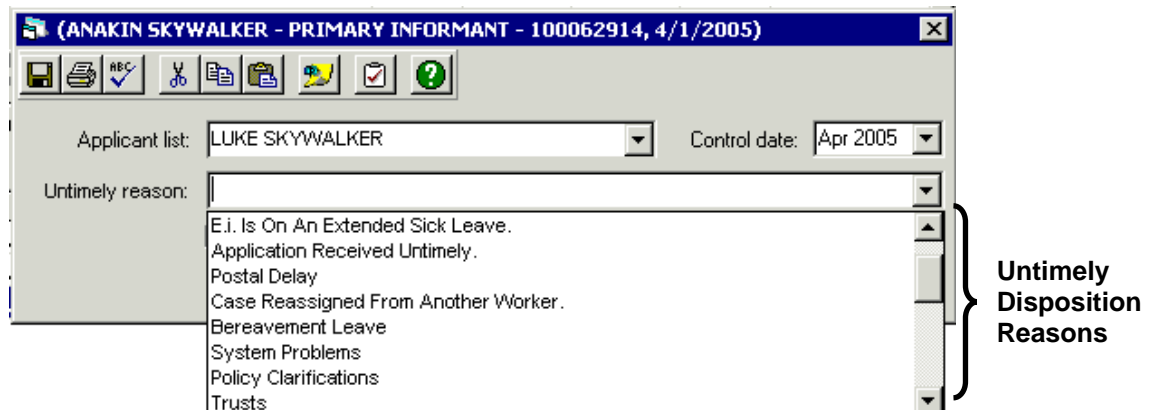 (ANAKIN SKYWALKER - PRIMARY INFORMANT - 100062914, 4/1/2005)
ABC
Applicant list: LUKE SKYWALKER Control date: Apr 2005
Untimely reason:
E.i. Is On An Extended Sick Leave.
Application Received Untimely.
Postal Delay
Case Reassigned From Another Worker.
Bereavement Leave
System Problems
Policy Clarifications
Trusts
Untimely
Disposition
Reasons